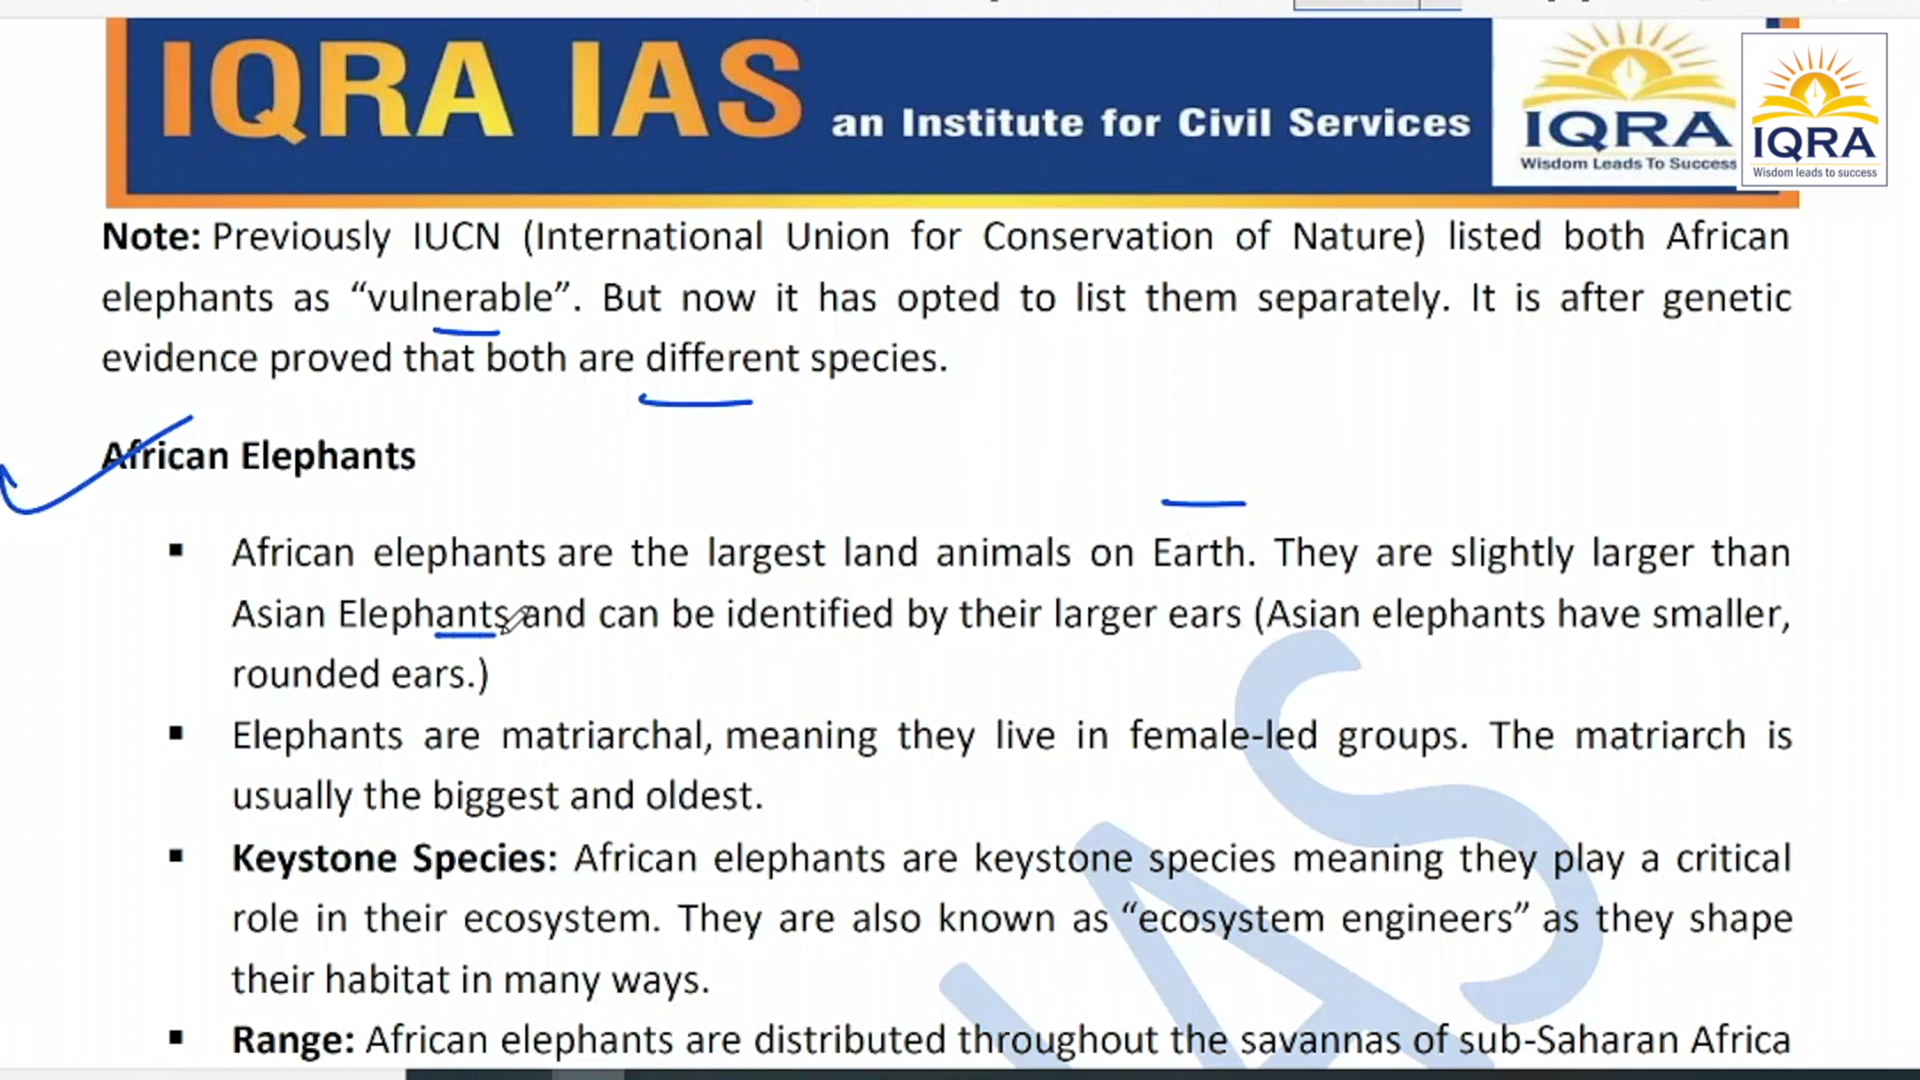 IQRA IAS an Institute for Civil Services
IQRA
Wisdom Leads To Success
IQRA
Wisdom leads to success
Note: Previously IUCN (International Union for Conservation of Nature) listed both African
elephants as “vulnerable”. But now it has opted to list them separately. It is after genetic
evidence proved that both are different species.
African Elephants
▪ African elephants are the largest land animals on Earth. They are slightly larger than
Asian Elephants and can be identified by their larger ears (Asian elephants have smaller,
rounded ears.)
▪ Elephants are matriarchal, meaning they live in female-led groups. The matriarch is
usually the biggest and oldest.
▪ Keystone Species: African elephants are keystone species meaning they play a critical
role in their ecosystem. They are also known as “ecosystem engineers” as they shape
their habitat in many ways.
▪ Range: African elephants are distributed throughout the savannas of sub-Saharan Africa
IAS